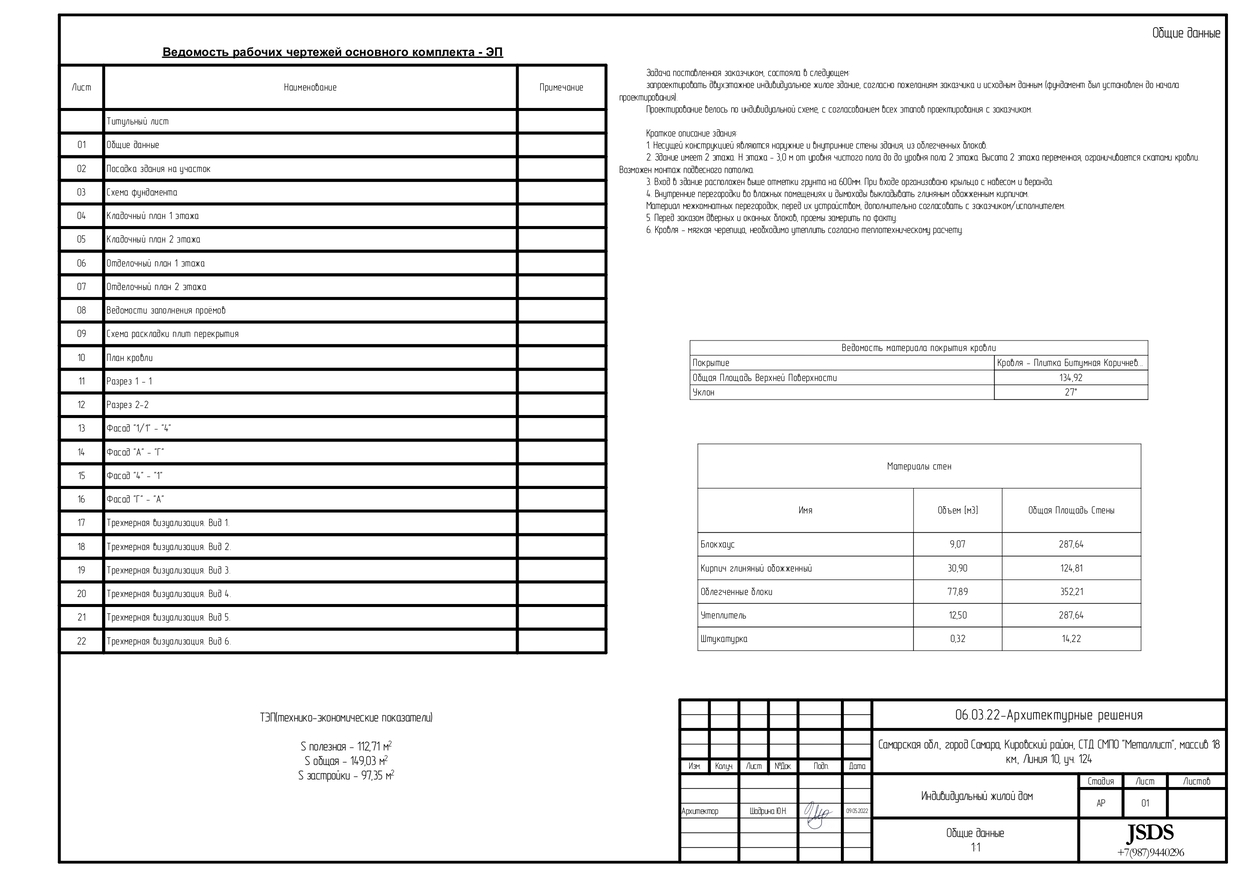 Общие данные
Ведомость рабочих чертежей основного комплекта - ЭП
Лист Наименование Примечание
Титульный лист
01 Общие данные
02 Посадка здания на участок
03 Схема фундамента
04 Кладочный план 1 этажа
05 Кладочный план 2 этажа
06 Отделочный план 1 этажа
07 Отделочный план 2 этажа
08 Ведомости заполнения проёмов
09 Схема раскладки плит перекрытия
10 План кровли
11 Разрез 1 - 1
12 Разрез 2-2
13 Фасад "1/1" - "4"
14 Фасад "А" - "Г"
15 Фасад "4" - "1"
16 Фасад "Г" - "А"
17 Трехмерная визуализация. Вид 1.
18 Трехмерная визуализация. Вид 2.
19 Трехмерная визуализация. Вид 3.
20 Трехмерная визуализация. Вид 4.
21 Трехмерная визуализация. Вид 5.
22 Трехмерная визуализация. Вид 6.
ТЭП(технико-экономические показатели)
S полезная - 112,71 м²
S общая - 149,03 м²
S застройки - 97,35 м²
Задача поставленная заказчиком, состояла в следующем:
запроектировать двухэтажное индивидуальное жилое здание, согласно пожеланиям заказчика и исходным данным (фундамент был установлен до начала
проектирования).
Проектирование велось по индивидуальной схеме, с согласованием всех этапов проектирования с заказчиком.
Краткое описание здания
1. Несущей конструкцией являются наружние и внутринние стены здания, из облегченных блоков.
2. Здание имеет 2 этажа. Н этажа - 3,0 м от уровня чистого пола до до уровня пола 2 этажа. Высата 2 этажа переменная, ограничивается скатами кровли.
Возможен монтаж подвесного потолка.
3. Вход в здание расположен выше отметки грунта на 600мм. При входе организовано крыльцо с навесом и веранда.
4. Внутренние перегородки во влажных помещениях и дымоходы выкладывать глиняным обожженным кирпичом.
Материал межкомнатных перегородок, перед их устройством, дополнительно согласовать с заказчиком/исполнителем.
5. Перед заказом дверных и оконных блоков, проемы замерить по факту.
6. Кровля - мягкая черепица, необходимо утеплить согласно теплотехническому расчету.
Ведомость материала покрытия кровли
Покрытие Кровля - Плитка Битумная Коричнев...
Общая Площадь Верхней Поверхности 134,92
Уклон 27°
Материалы стен
Имя Объем [м3] Общая Площадь Стены
Блокхаус 9,07 287,64
Кирпич глиняный обожженный 30,90 124,81
Облегченные блоки 77,89 352,21
Утеплитель 12,50 287,64
Штукатурка 0,32 14,22
06.03.22-Архитектурные решения
Самарская обл., город Самара, Кировский район, СТД СМПО "Металлист", массив 18
км., Линия 10, уч. 124
Изм. Колуч. Лист №Док. Подп. Дата
Индивидуальный жилой дом
Стадия Лист Листов
АР 01
Архитектор Шадрина Ю.Н. 09.05.2022
Общие данные
1:1
JSDS
+7(987)9440296